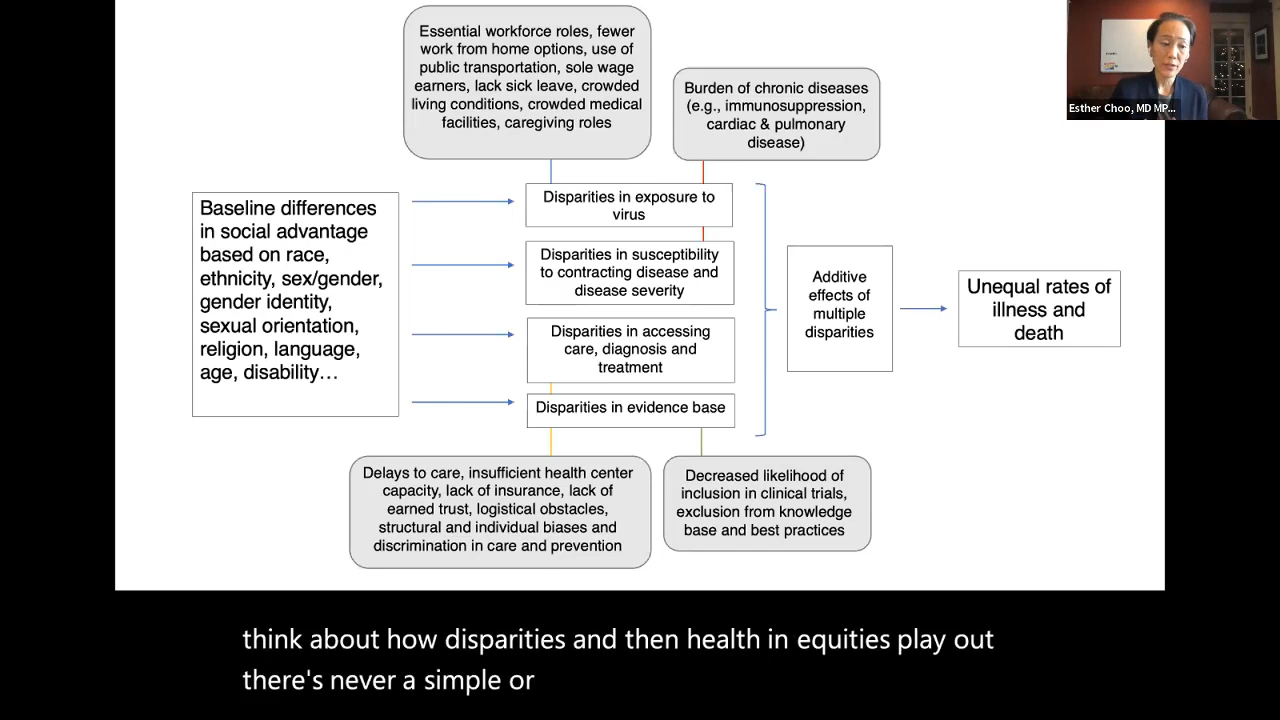 Essential workforce roles, fewer
work from home options, use of
public transportation, sole wage
earners, lack sick leave, crowded
living conditions, crowded medical
facilities, caregiving roles
Burden of chronic diseases
(e.g., immunosuppression,
cardiac & pulmonary
disease)
Esther Choo, MD MP...
Baseline differences
in social advantage
based on race,
ethnicity, sex/gender,
gender identity,
sexual orientation,
religion, language,
age, disability…
Disparities in exposure to
virus
Disparities in susceptibility
to contracting disease and
disease severity
Disparities in accessing
care, diagnosis and
treatment
Disparities in evidence base
Additive
effects of
multiple
disparities
Unequal rates of
illness and
death
Delays to care, insufficient health center
capacity, lack of insurance, lack of
earned trust, logistical obstacles,
structural and individual biases and
discrimination in care and prevention
Decreased likelihood of
inclusion in clinical trials,
exclusion from knowledge
base and best practices
think about how disparities and then health in equities play out
there's never a simple or